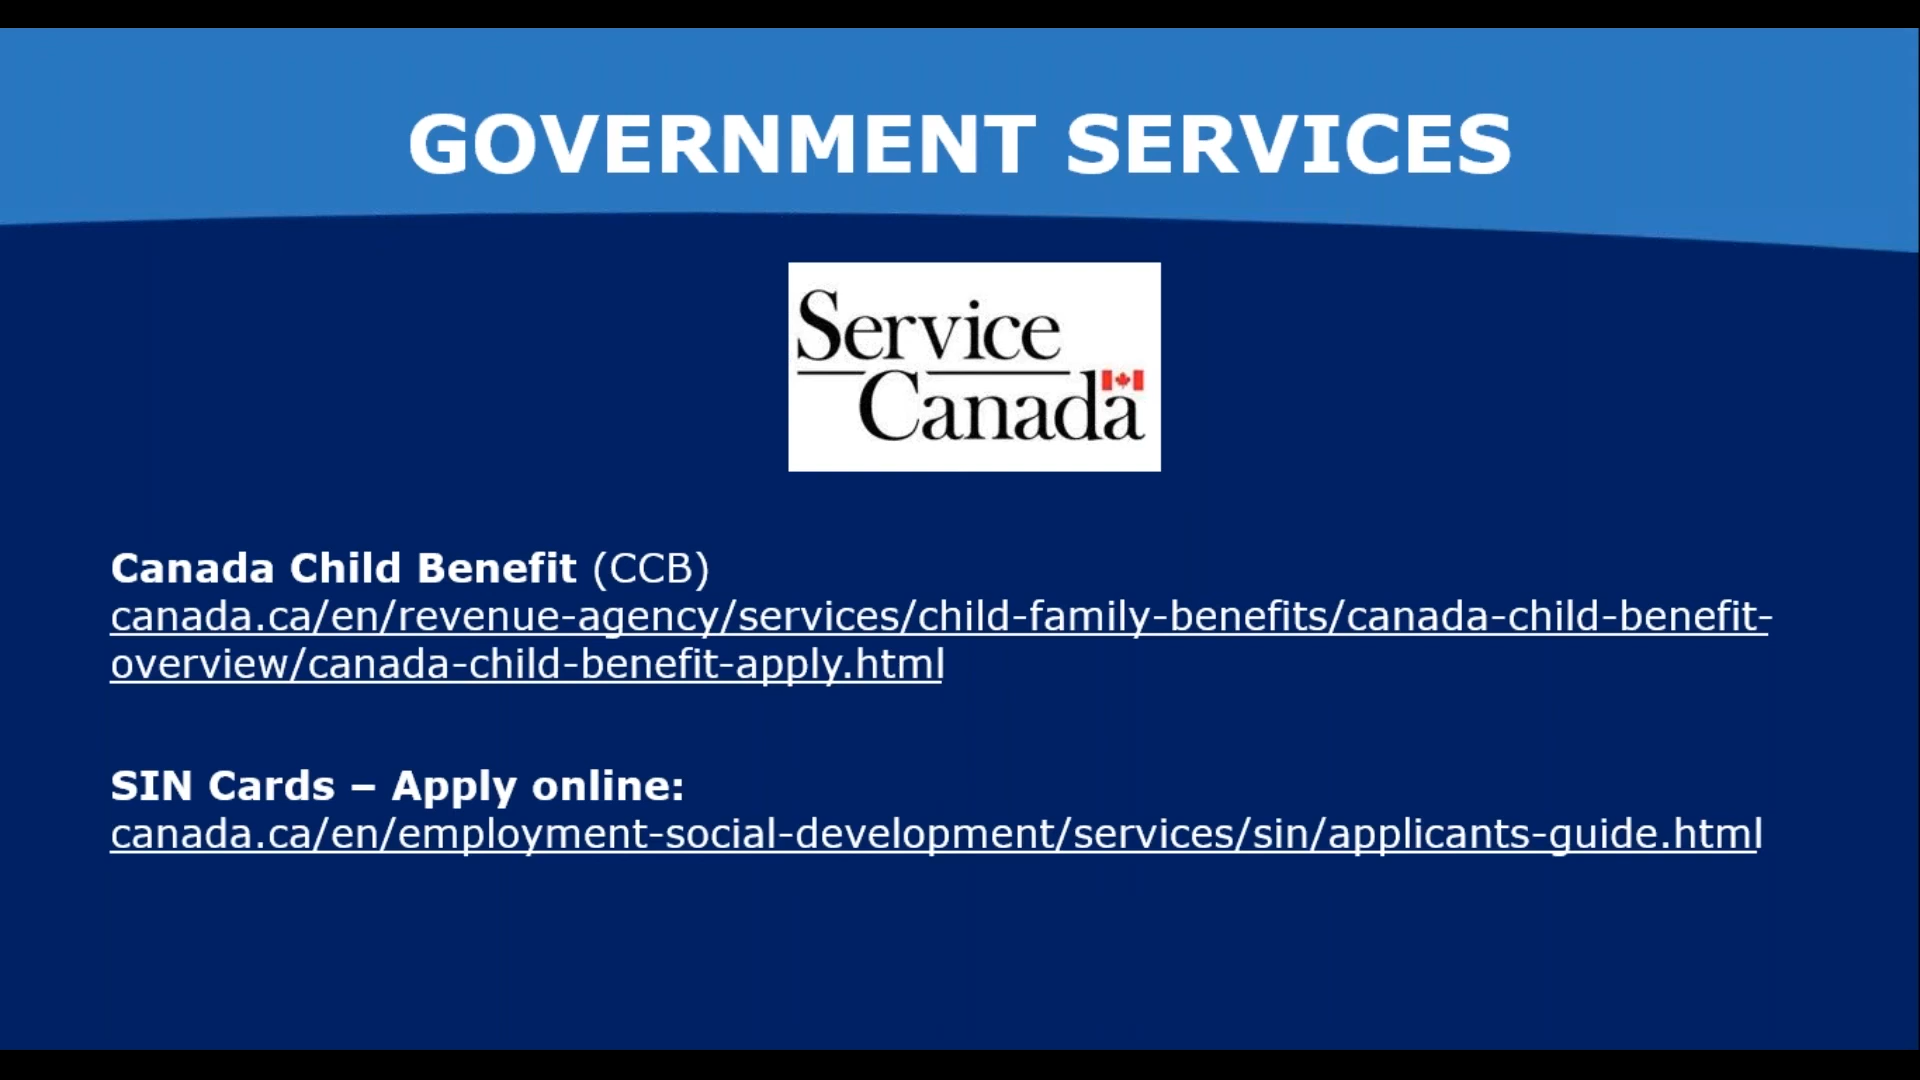 GOVERNMENT SERVICES
Service
Canada
Canada Child Benefit (CCB)
canada.ca/en/revenue-agency/services/child-family-benefits/canada-child-benefit-
overview/canada-child-benefit-apply.html
SIN Cards – Apply online:
canada.ca/en/employment-social-development/services/sin/applicants-guide.html